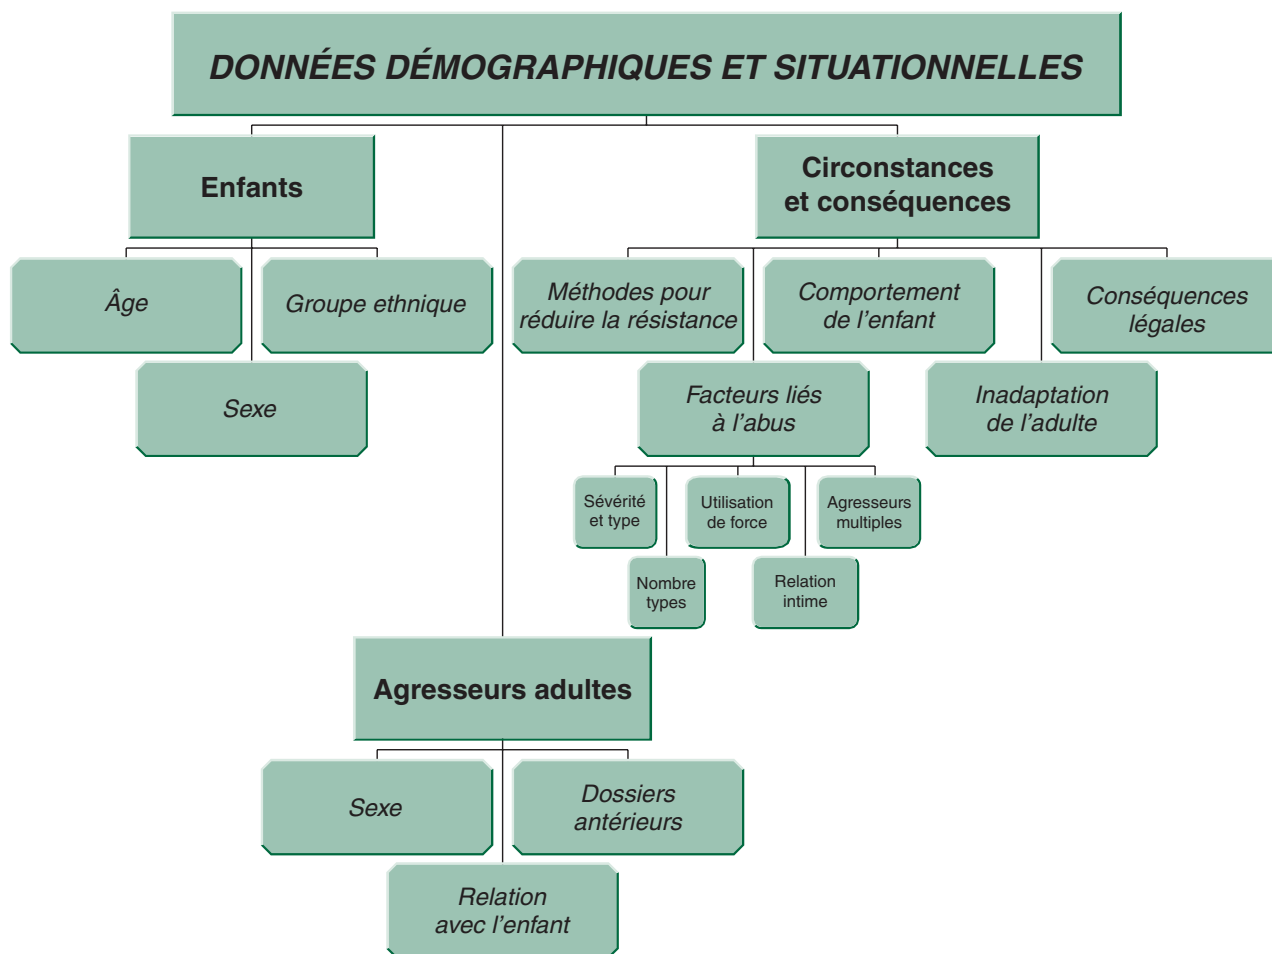 DONNÉES DÉMOGRAPHIQUES ET SITUATIONNELLES
Enfants
Circonstances
et conséquences
Âge
Groupe ethnique
Sexe
Méthodes pour
réduire la résistance
Comportement
de l’enfant
Conséquences
légales
Facteurs liés
à l’abus
Inadaptation
de l’adulte
Sévérité
et type
Utilisation
de force
Agresseurs
multiples
Nombre
types
Relation
intime
Agresseurs adultes
Sexe
Dossiers
antérieurs
Relation
avec l’enfant